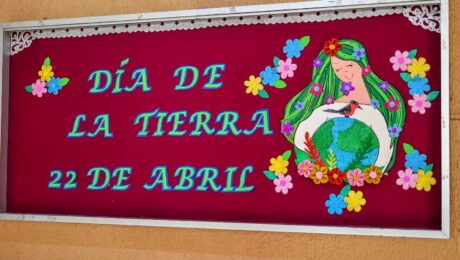 DÍA DE
LA TIERRA
22 DE ABRIL